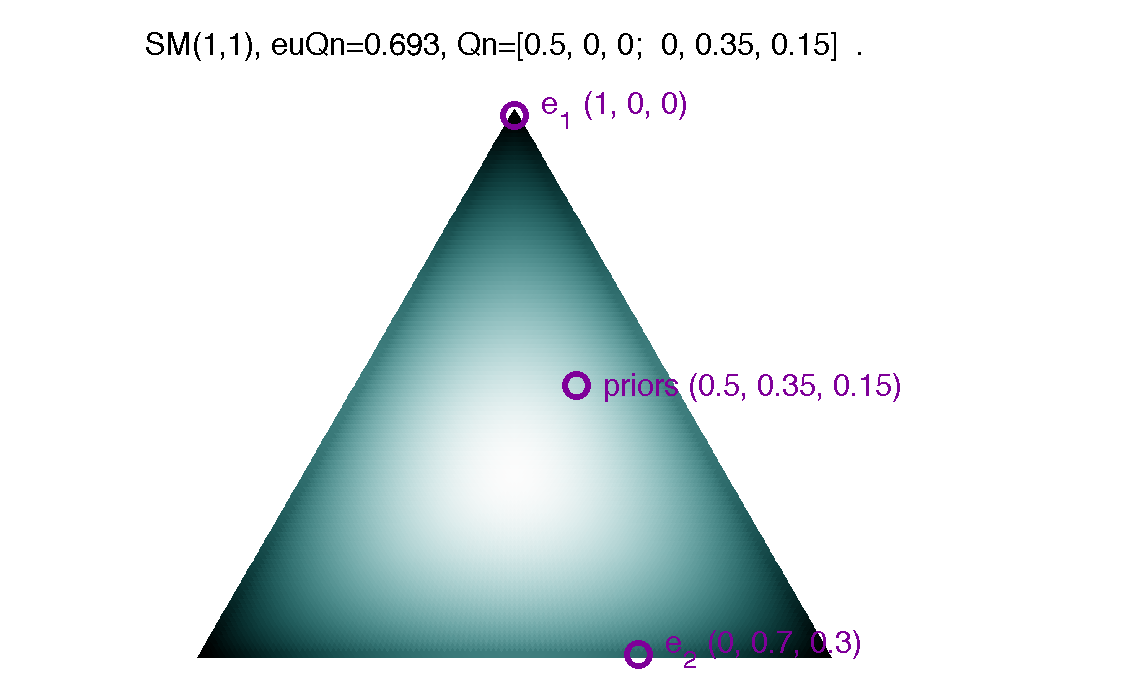 SM(1,1), euQn=0.693, Qn=[0.5, 0, 0;  0, 0.35, 0.15]  .
e1 (1, 0, 0)
priors (0.5, 0.35, 0.15)
e2 (0, 0.7, 0.3)